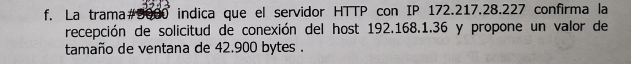 f. La trama# indica que el servidor HTTP con IP 172.217.28.227 confirma la
recepción de solicitud de conexión del host 192.168.1.36 y propone un valor de
tamaño de ventana de 42.900 bytes .